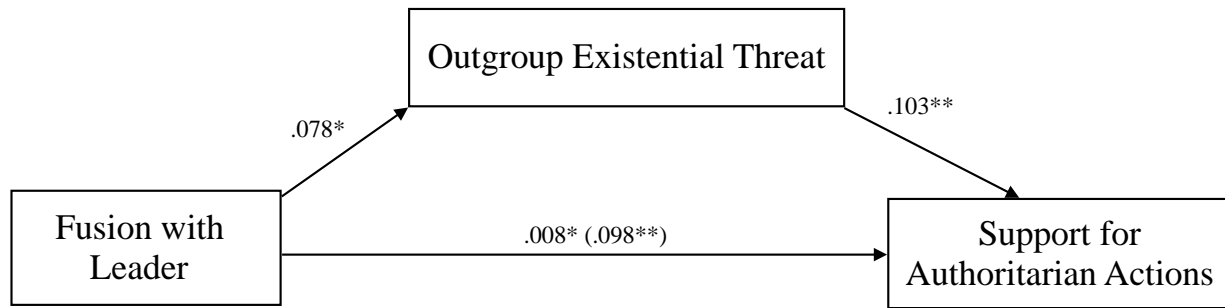 Outgroup Existential Threat
.078*
.103**
Fusion with
Leader
.008* (.098**)
Support for
Authoritarian Actions